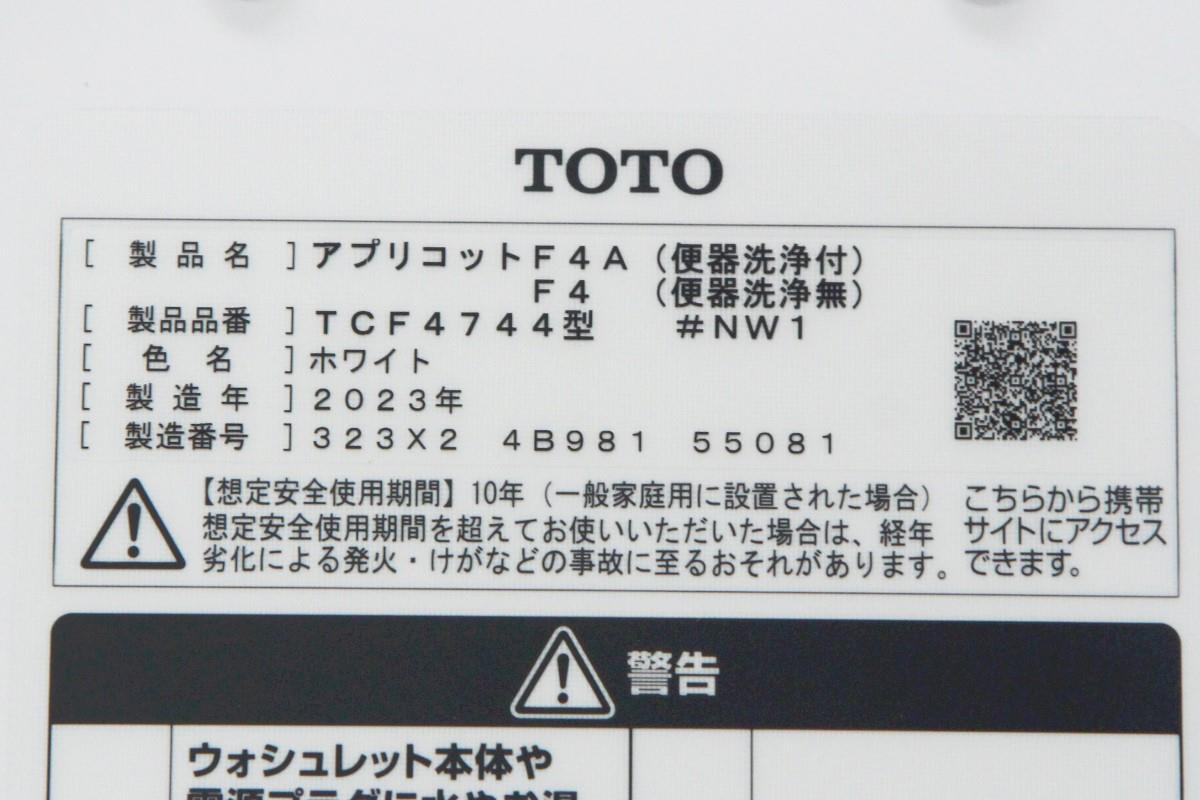 TOTO
[ 製品名 ] アプリコットF4A (便器洗浄付)
F4 (便器洗浄無)
[ 製品品番 ] TCF4744型 #NW1
[ 色名 ] ホワイト
[ 製造年 ] 2023年
[ 製造番号 ] 323X2 4B981 55081
【想定安全使用期間】10年(一般家庭用に設置された場合)
想定安全使用期間を超えてお使いいただいた場合は、経年
劣化による発火・けがなどの事故に至るおそれがあります。
こちらから携帯
サイトにアクセス
できます。
警告
ウォシュレット本体や